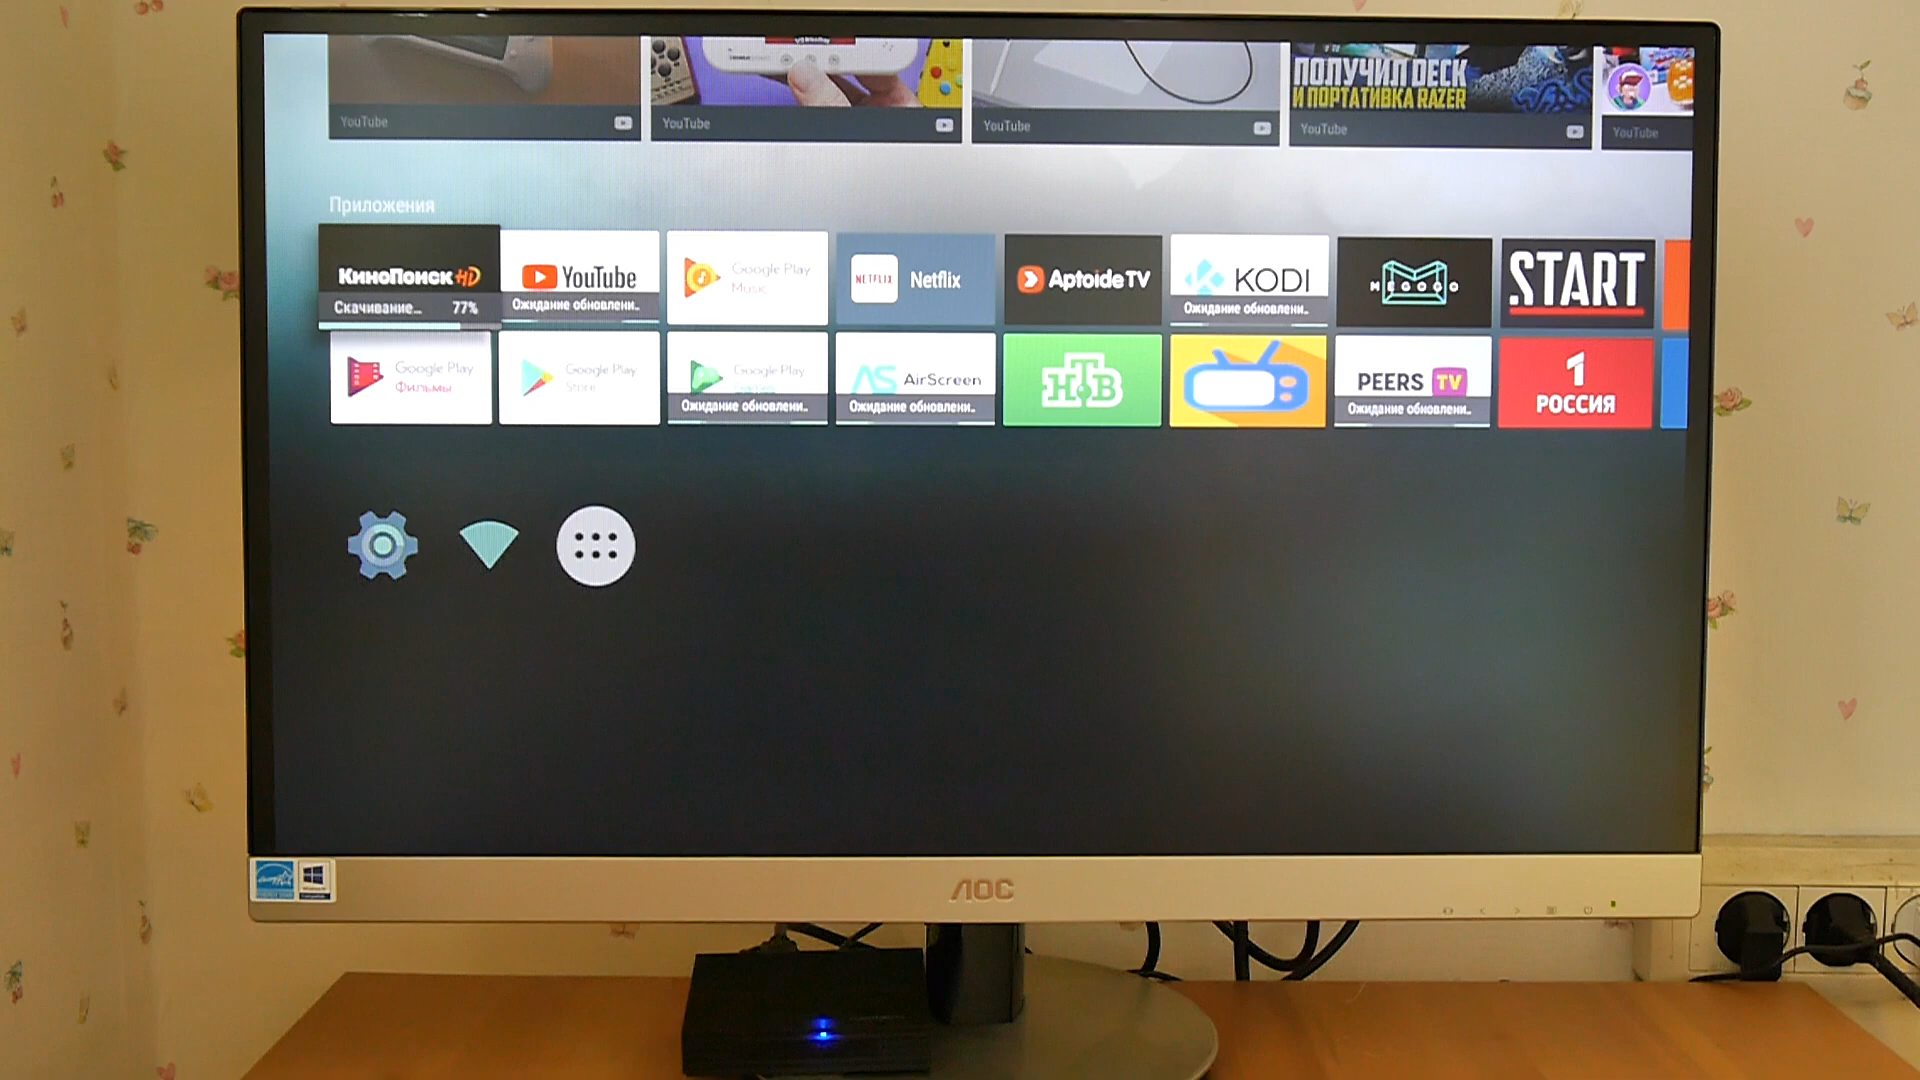 ПОЛУЧИЛ DECK
И ПОРТАТИВКА RAZER
YouTube
YouTube
YouTube
YouTube
YouTube
Приложения
КиноПоиск HD
Скачивание...
77%
YouTube
Ожидание обновлени..
Google Play
Music
NETFLIX
Netflix
Aptoide TV
KODI
Ожидание обновлени..
MEGOGO
START
Google Play
Фильмы
Google Play
Store
Google Play
Ожидание обновлени..
AS AirScreen
Ожидание обновлени..
НТВ
PEERS TV
Ожидание обновлени..
1
РОССИЯ
AOC